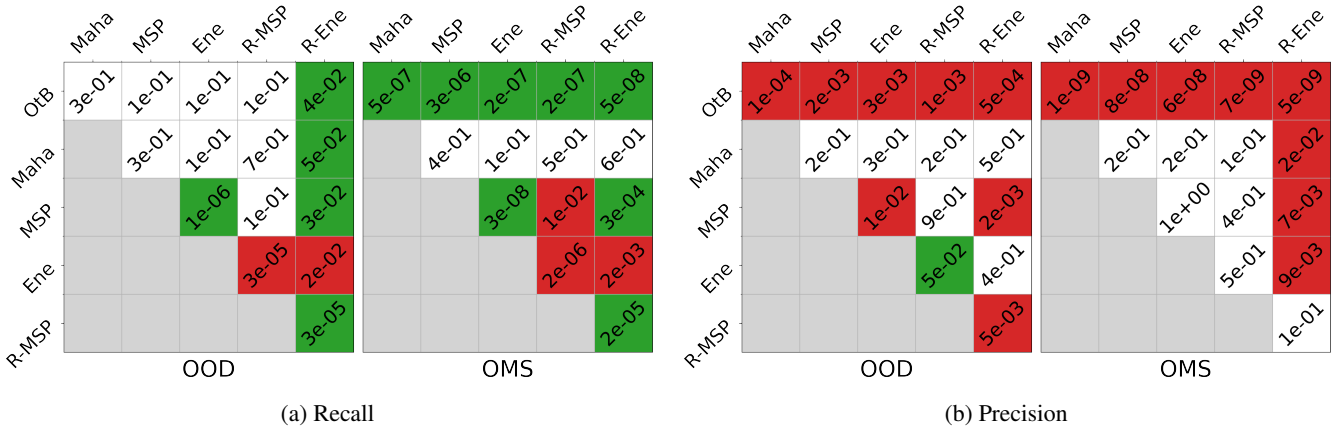 Maha MSP Ene R-MSP R-Ene Maha MSP Ene R-MSP R-Ene Maha MSP Ene R-MSP R-Ene Maha MSP Ene R-MSP R-Ene
OtB 3e-01 1e-01 1e-01 1e-01 4e-02 5e-07 3e-06 2e-07 2e-07 5e-08 OtB 1e-04 2e-03 3e-03 1e-03 5e-04 1e-09 8e-08 6e-08 7e-09 5e-09
Maha 3e-01 1e-01 7e-01 5e-02 4e-01 1e-01 5e-01 6e-01 Maha 2e-01 3e-01 2e-01 5e-01 2e-01 2e-01 1e-01 2e-02
MSP 1e-06 1e-01 3e-02 3e-08 1e-02 3e-04 MSP 1e-02 9e-01 2e-03 1e+00 4e-01 7e-03
Ene 3e-05 2e-02 2e-06 2e-03 Ene 5e-02 4e-01 5e-01 9e-03
R-MSP 3e-05 2e-05 R-MSP 5e-03 1e-01
OOD OMS OOD OMS
(a) Recall (b) Precision